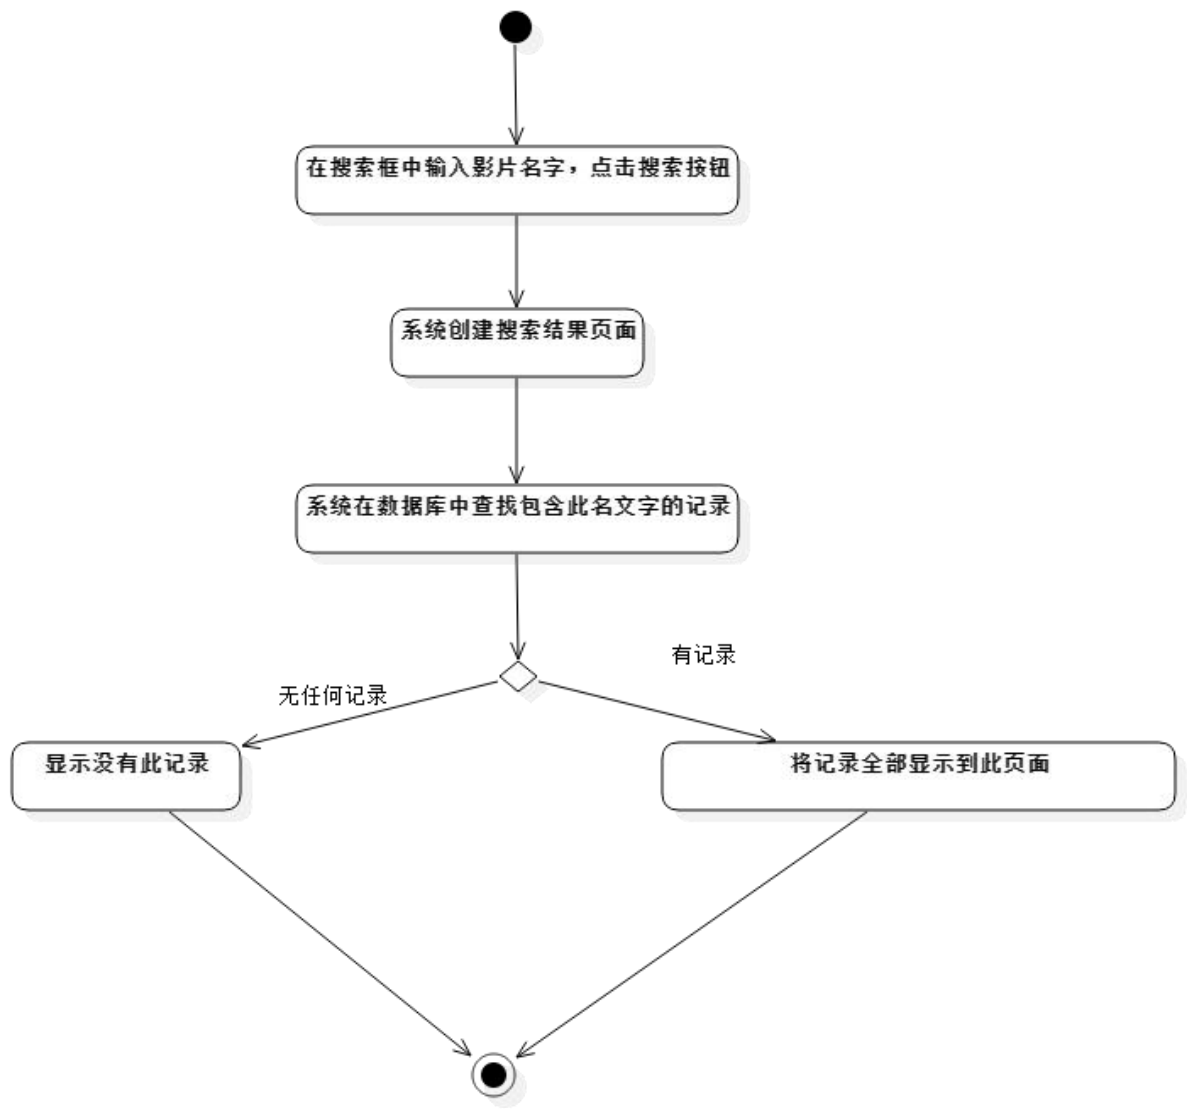 在搜索框中输入影片名字，点击搜索按钮
系统创建搜索结果页面
系统在数据库中查找包含此名文字的记录
有记录
无任何记录
显示没有此记录
将记录全部显示到此页面